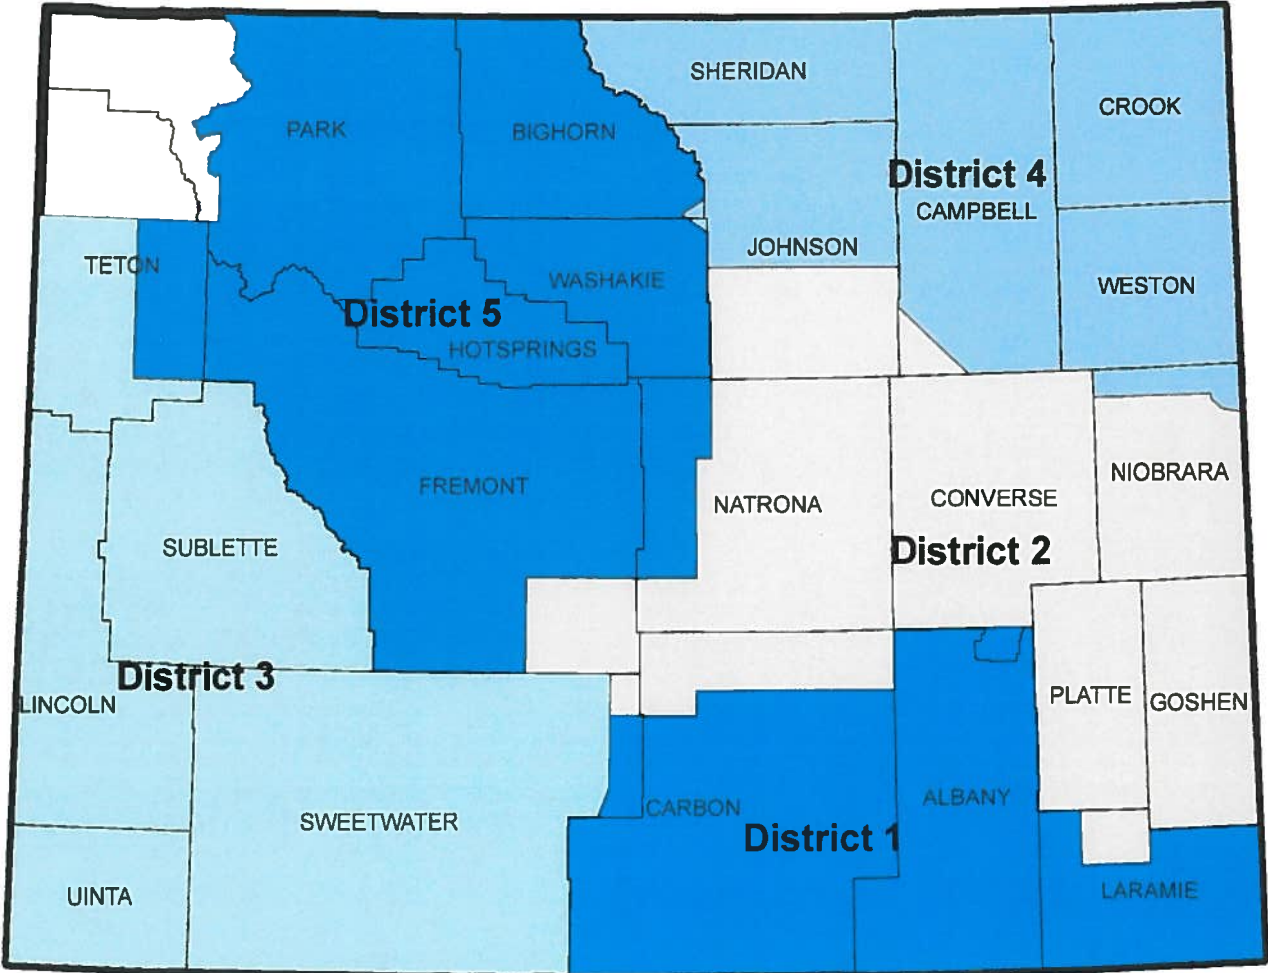 SHERIDAN
CROOK
PARK
BIGHORN
District 4
CAMPBELL
JOHNSON
TETON
WASHAKIE
WESTON
District 5
HOTSPRINGS
FREMONT
NATRONA
CONVERSE
NIOBRARA
SUBLETTE
District 2
District 3
LINCOLN
PLATTE
GOSHEN
SWEETWATER
CARBON
ALBANY
District 1
UINTA
LARAMIE